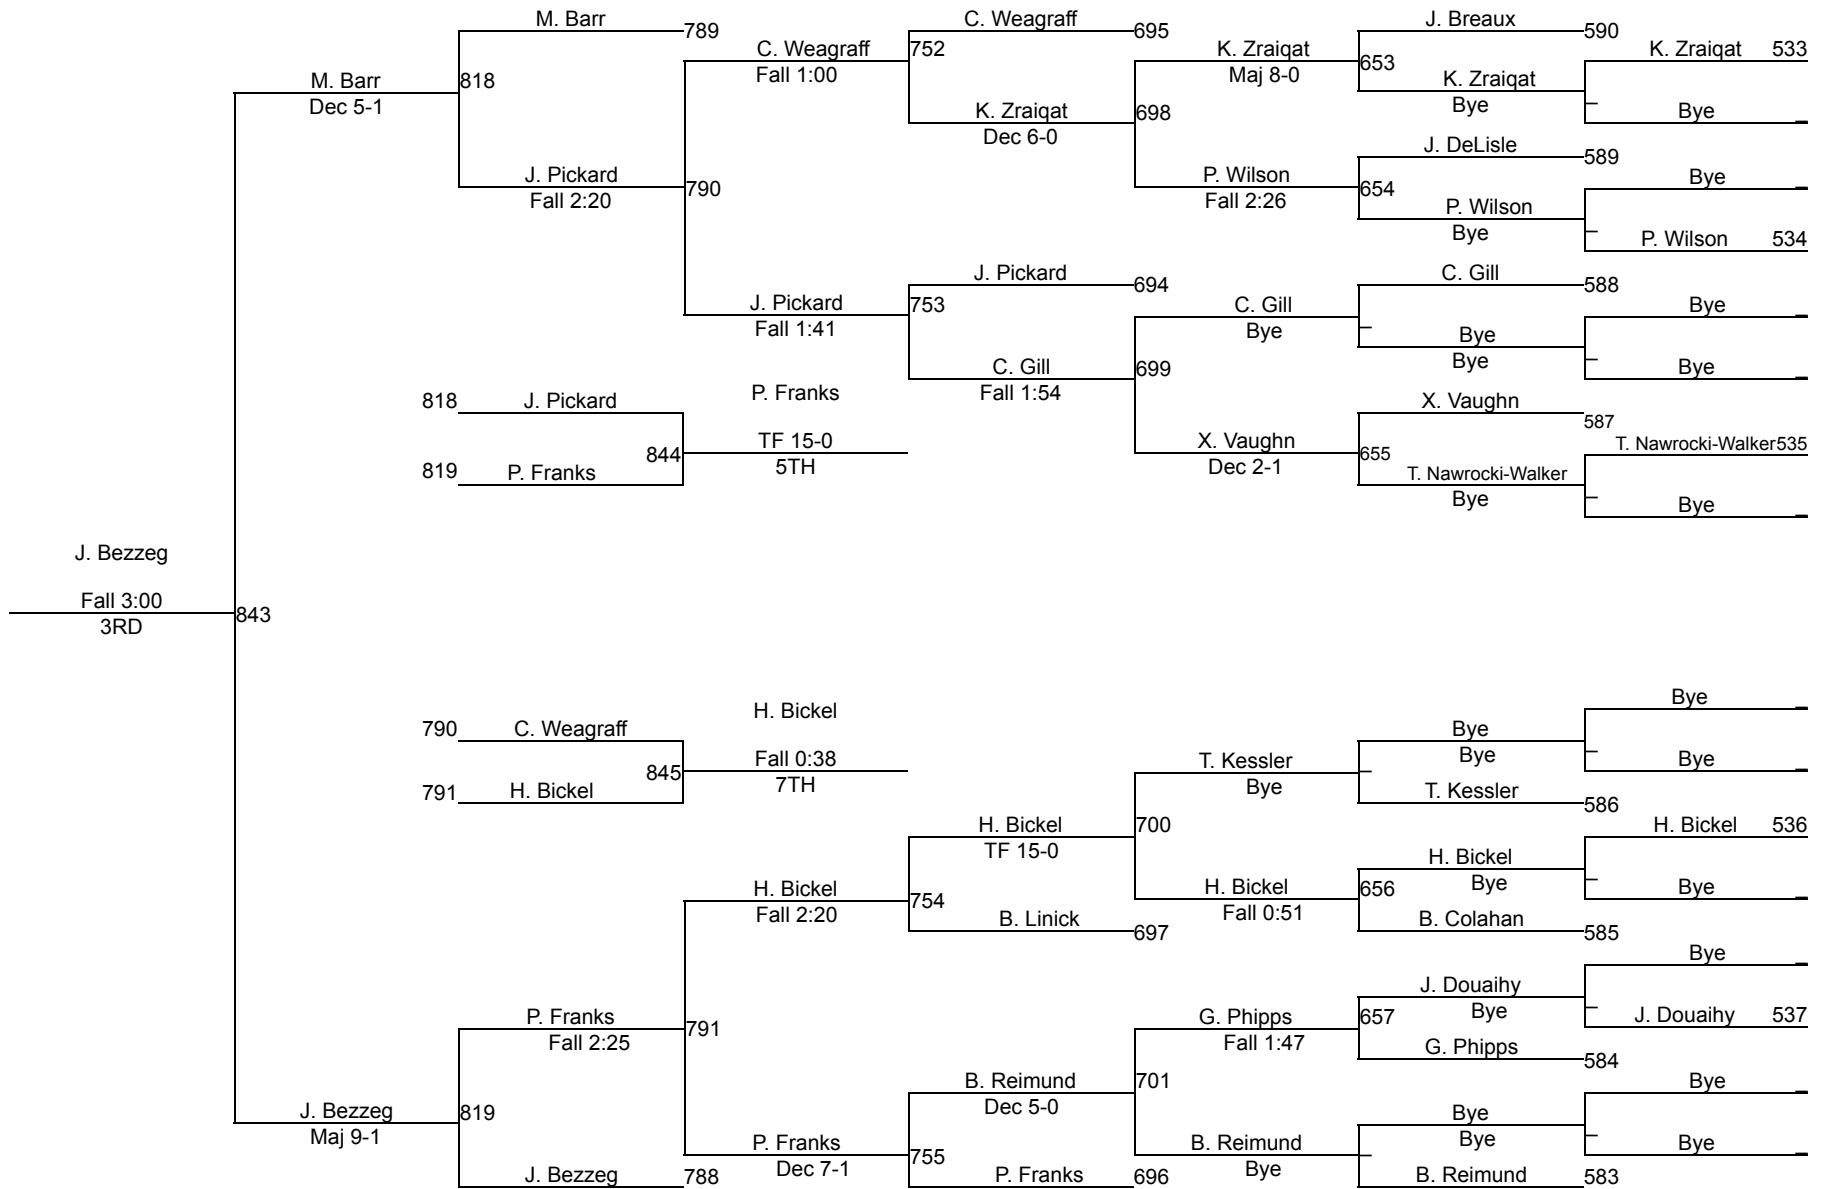 M. Barr
C. Weagraff
J. Breaux
789
695
590
C. Weagraff
752
K. Zraiqat
K. Zraiqat 533
M. Barr
818
Fall 1:00
Maj 8-0
653
K. Zraiqat
Dec 5-1
K. Zraiqat
698
Bye
Bye _
Dec 6-0
J. DeLisle
589
J. Pickard
790
P. Wilson
654
Bye _
Fall 2:20
Fall 2:26
P. Wilson
Bye
P. Wilson 534
J. Pickard
694
C. Gill
588
J. Pickard
753
C. Gill
Bye _
Fall 1:41
Bye
Bye
Bye
C. Gill
699
Bye _
P. Franks
Fall 1:54
818 J. Pickard
X. Vaughn
587
TF 15-0
X. Vaughn
T. Nawrocki-Walker535
844
5TH
Dec 2-1
655
819 P. Franks
T. Nawrocki-Walker
Bye
Bye _
J. Bezzeg
Fall 3:00
843
3RD
Bye _
H. Bickel
790 C. Weagraff
Bye
Fall 0:38
T. Kessler
Bye
Bye _
845
7TH
Bye
791 H. Bickel
T. Kessler
586
H. Bickel
700
H. Bickel 536
TF 15-0
H. Bickel
H. Bickel
H. Bickel
656
Bye
Bye _
Fall 2:20
754
Fall 0:51
B. Linick
697
B. Colahan
585
Bye _
J. Douaihy
P. Franks
791
G. Phipps
657
Bye
J. Douaihy 537
Fall 2:25
Fall 1:47
G. Phipps
584
B. Reimund
701
Bye _
J. Bezzeg
819
Dec 5-0
Bye
Maj 9-1
P. Franks
755
B. Reimund
Bye
Bye _
Dec 7-1
Bye
J. Bezzeg
788
P. Franks
696
B. Reimund
583